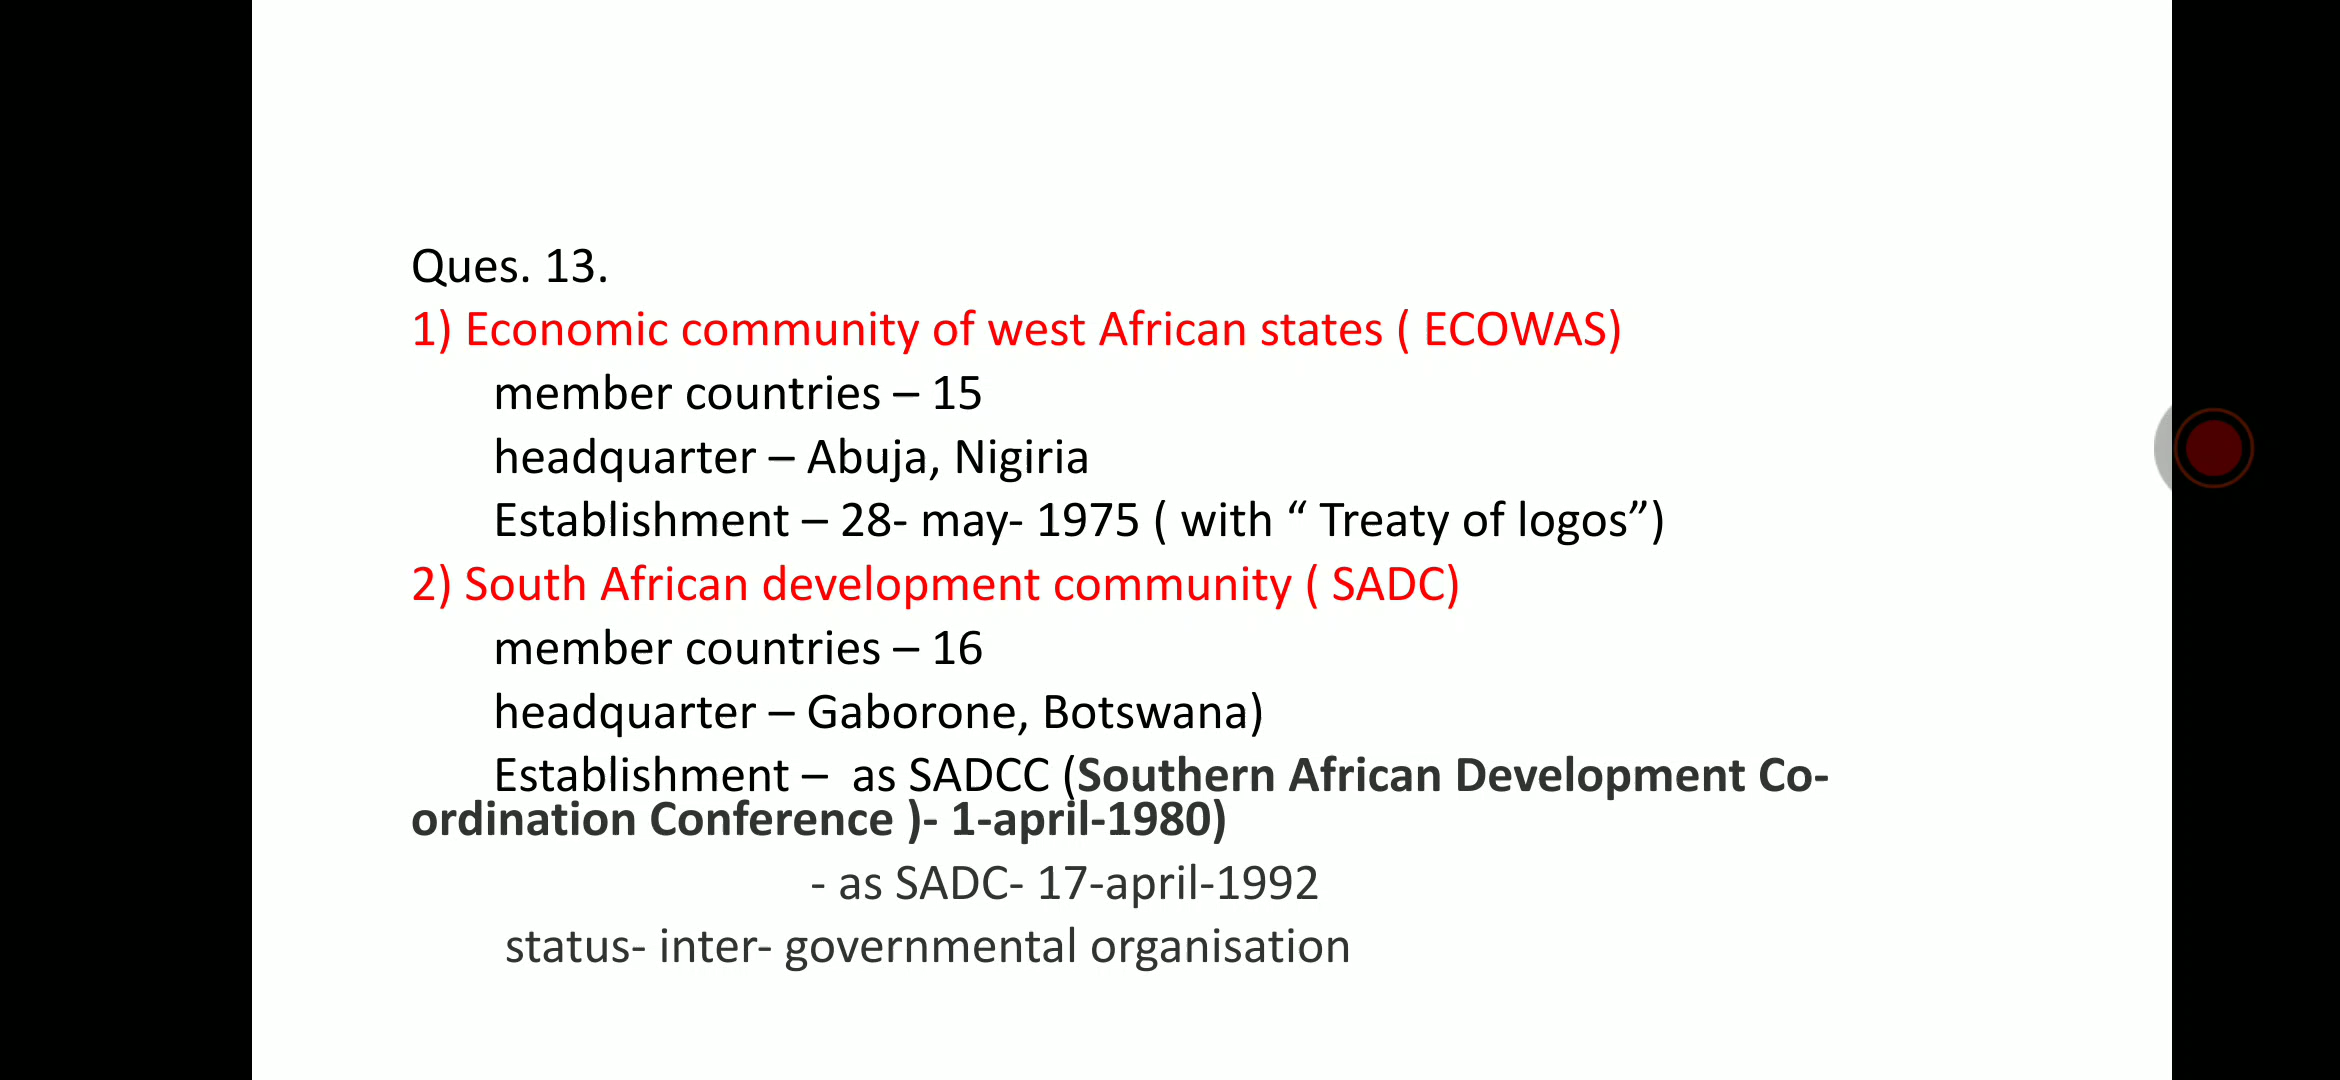 Ques. 13.
1) Economic community of west African states ( ECOWAS)
member countries – 15
headquarter – Abuja, Nigiria
Establishment – 28- may- 1975 ( with “ Treaty of logos”)
2) South African development community ( SADC)
member countries – 16
headquarter – Gaborone, Botswana)
Establishment –  as SADCC (Southern African Development Co-
ordination Conference )- 1-april-1980)
- as SADC- 17-april-1992
status- inter- governmental organisation